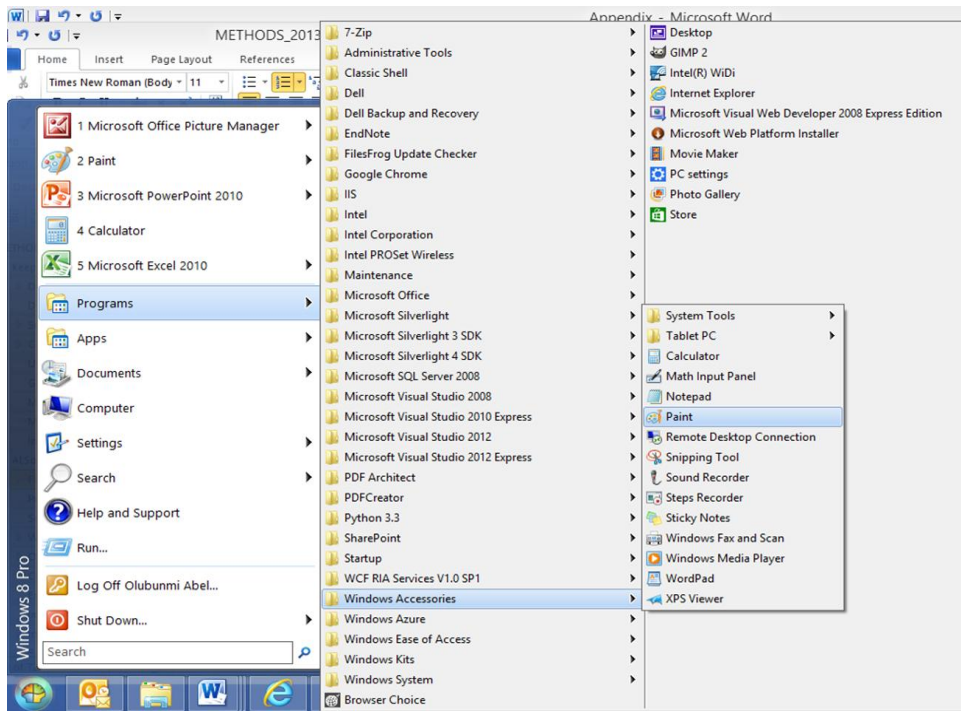 Appendix - Microsoft Word
METHODS_2013
Home Insert Page Layout References
Times New Roman (Body 11
1 Microsoft Office Picture Manager
2 Paint
3 Microsoft PowerPoint 2010
4 Calculator
5 Microsoft Excel 2010
Programs
Apps
Documents
Computer
Settings
Search
Help and Support
Run...
Log Off Olubunmi Abel...
Shut Down...
Search
Windows 8 Pro
7-Zip
Administrative Tools
Classic Shell
Dell
Dell Backup and Recovery
EndNote
FilesFrog Update Checker
Google Chrome
IIS
Intel
Intel Corporation
Intel PROSet Wireless
Maintenance
Microsoft Office
Microsoft Silverlight
Microsoft Silverlight 3 SDK
Microsoft Silverlight 4 SDK
Microsoft SQL Server 2008
Microsoft Visual Studio 2008
Microsoft Visual Studio 2010 Express
Microsoft Visual Studio 2012
Microsoft Visual Studio 2012 Express
PDF Architect
PDFCreator
Python 3.3
SharePoint
Startup
WCF RIA Services V1.0 SP1
Windows Accessories
Windows Azure
Windows Ease of Access
Windows Kits
Windows System
Browser Choice
Desktop
GIMP 2
Intel(R) WiDi
Internet Explorer
Microsoft Visual Web Developer 2008 Express Edition
Microsoft Web Platform Installer
Movie Maker
PC settings
Photo Gallery
Store
System Tools
Tablet PC
Calculator
Math Input Panel
Notepad
Paint
Remote Desktop Connection
Snipping Tool
Sound Recorder
Steps Recorder
Sticky Notes
Windows Fax and Scan
Windows Media Player
WordPad
XPS Viewer